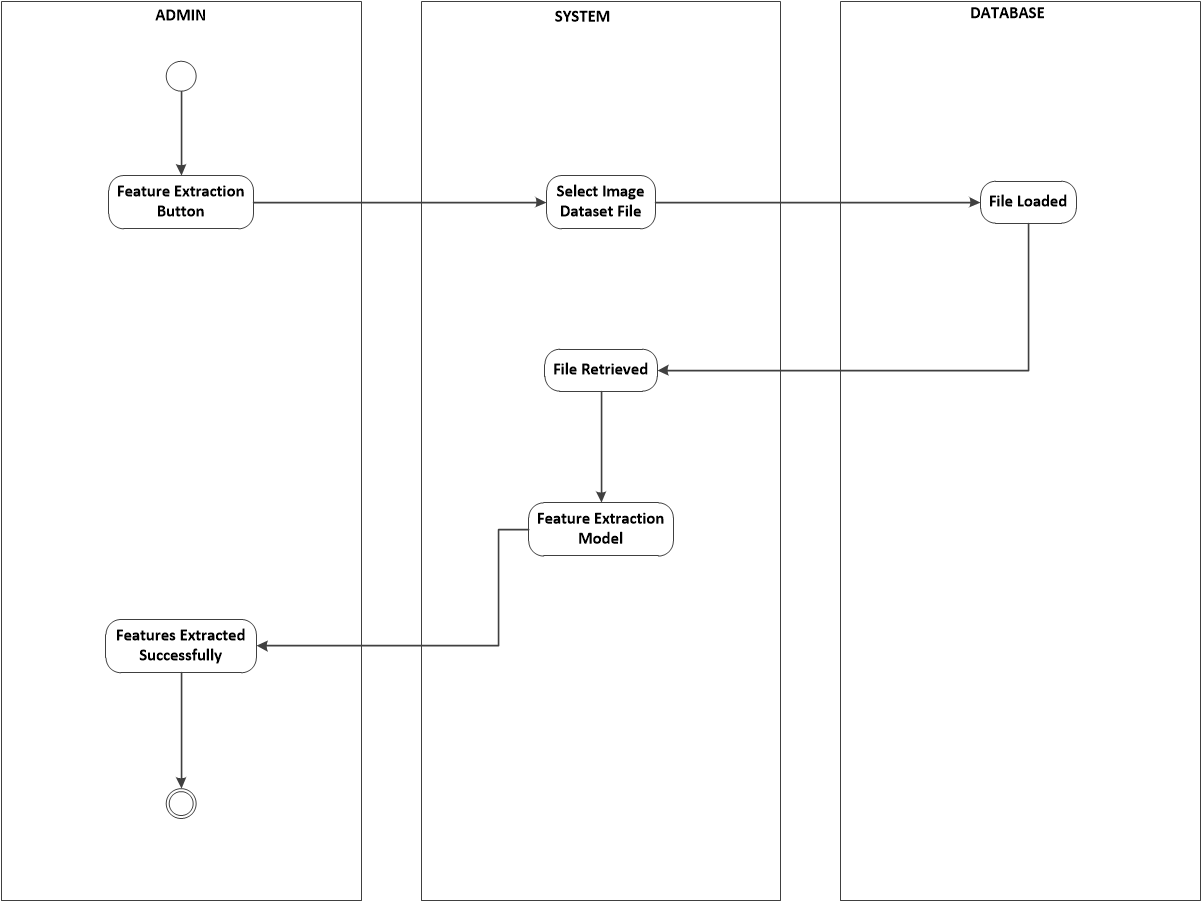 ADMIN
SYSTEM
DATABASE
Feature Extraction
Button
Select Image
Dataset File
File Loaded
File Retrieved
Feature Extraction
Model
Features Extracted
Successfully